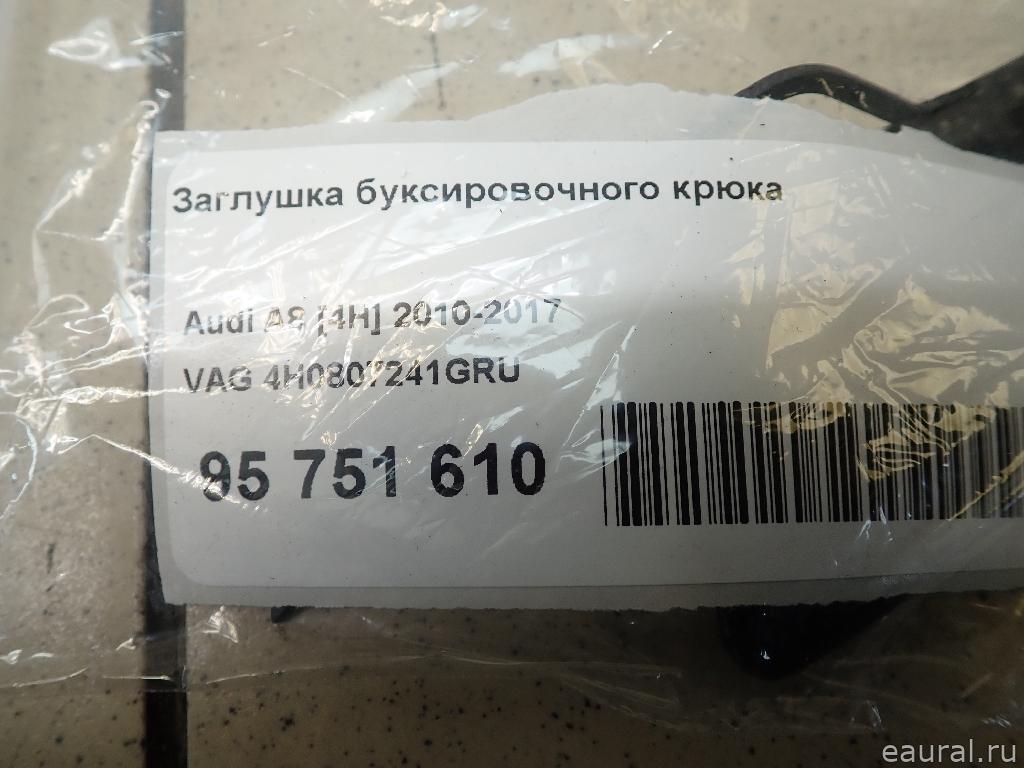 Заглушка буксировочного крюка
Audi A8 [4H] 2010-2017
VAG 4H0807241GRU
95 751 610
eaural.ru